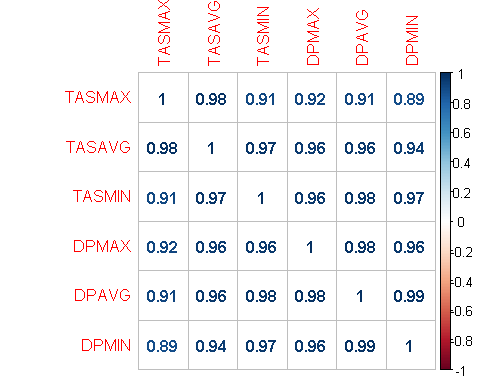 TASMAX TASAVG TASMIN DPMAX DPAVG DPMIN
TASMAX 1 0.98 0.91 0.92 0.91 0.89
TASAVG 0.98 1 0.97 0.96 0.96 0.94
TASMIN 0.91 0.97 1 0.96 0.98 0.97
DPMAX 0.92 0.96 0.96 1 0.98 0.96
DPAVG 0.91 0.96 0.98 0.98 1 0.99
DPMIN 0.89 0.94 0.97 0.96 0.99 1
1
0.8
0.6
0.4
0.2
0
-0.2
-0.4
-0.6
-0.8
-1